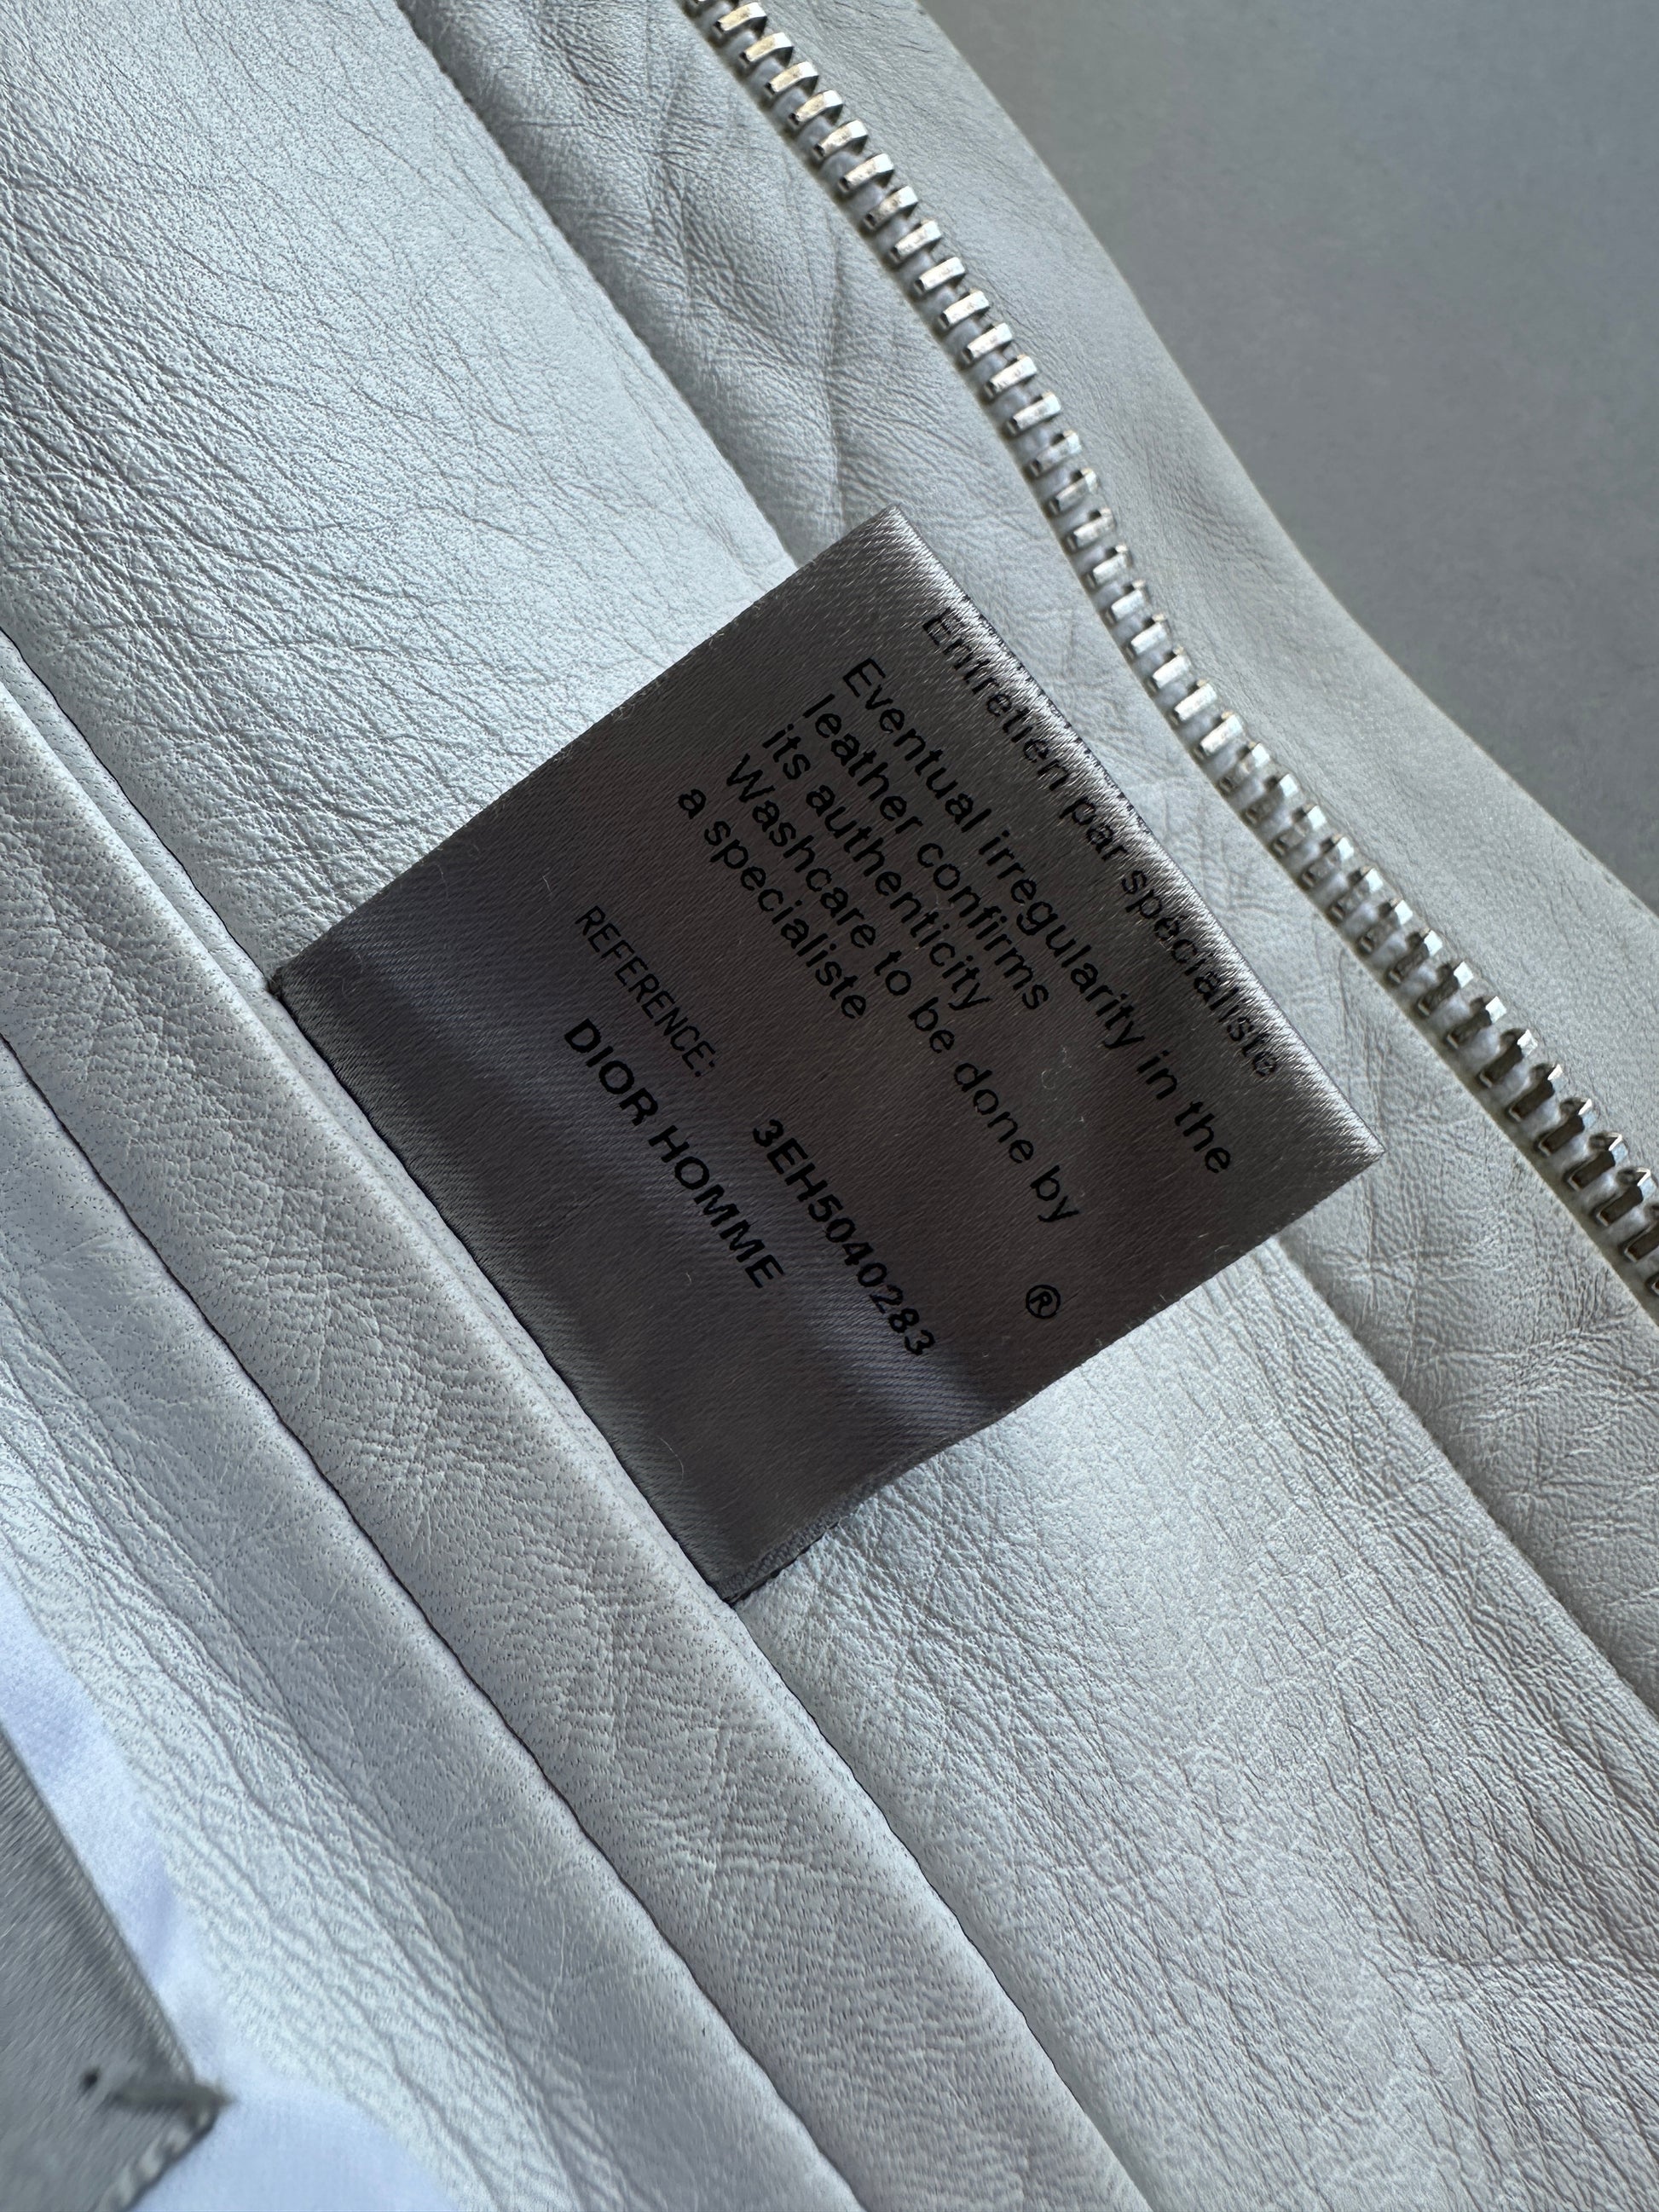 Entretien par spécialiste
Eventual irregularity in the
leather confirms
its authenticity
Washcare to be done by
a specialiste
®
REFERENCE: 3EH5040283
DIOR HOMME